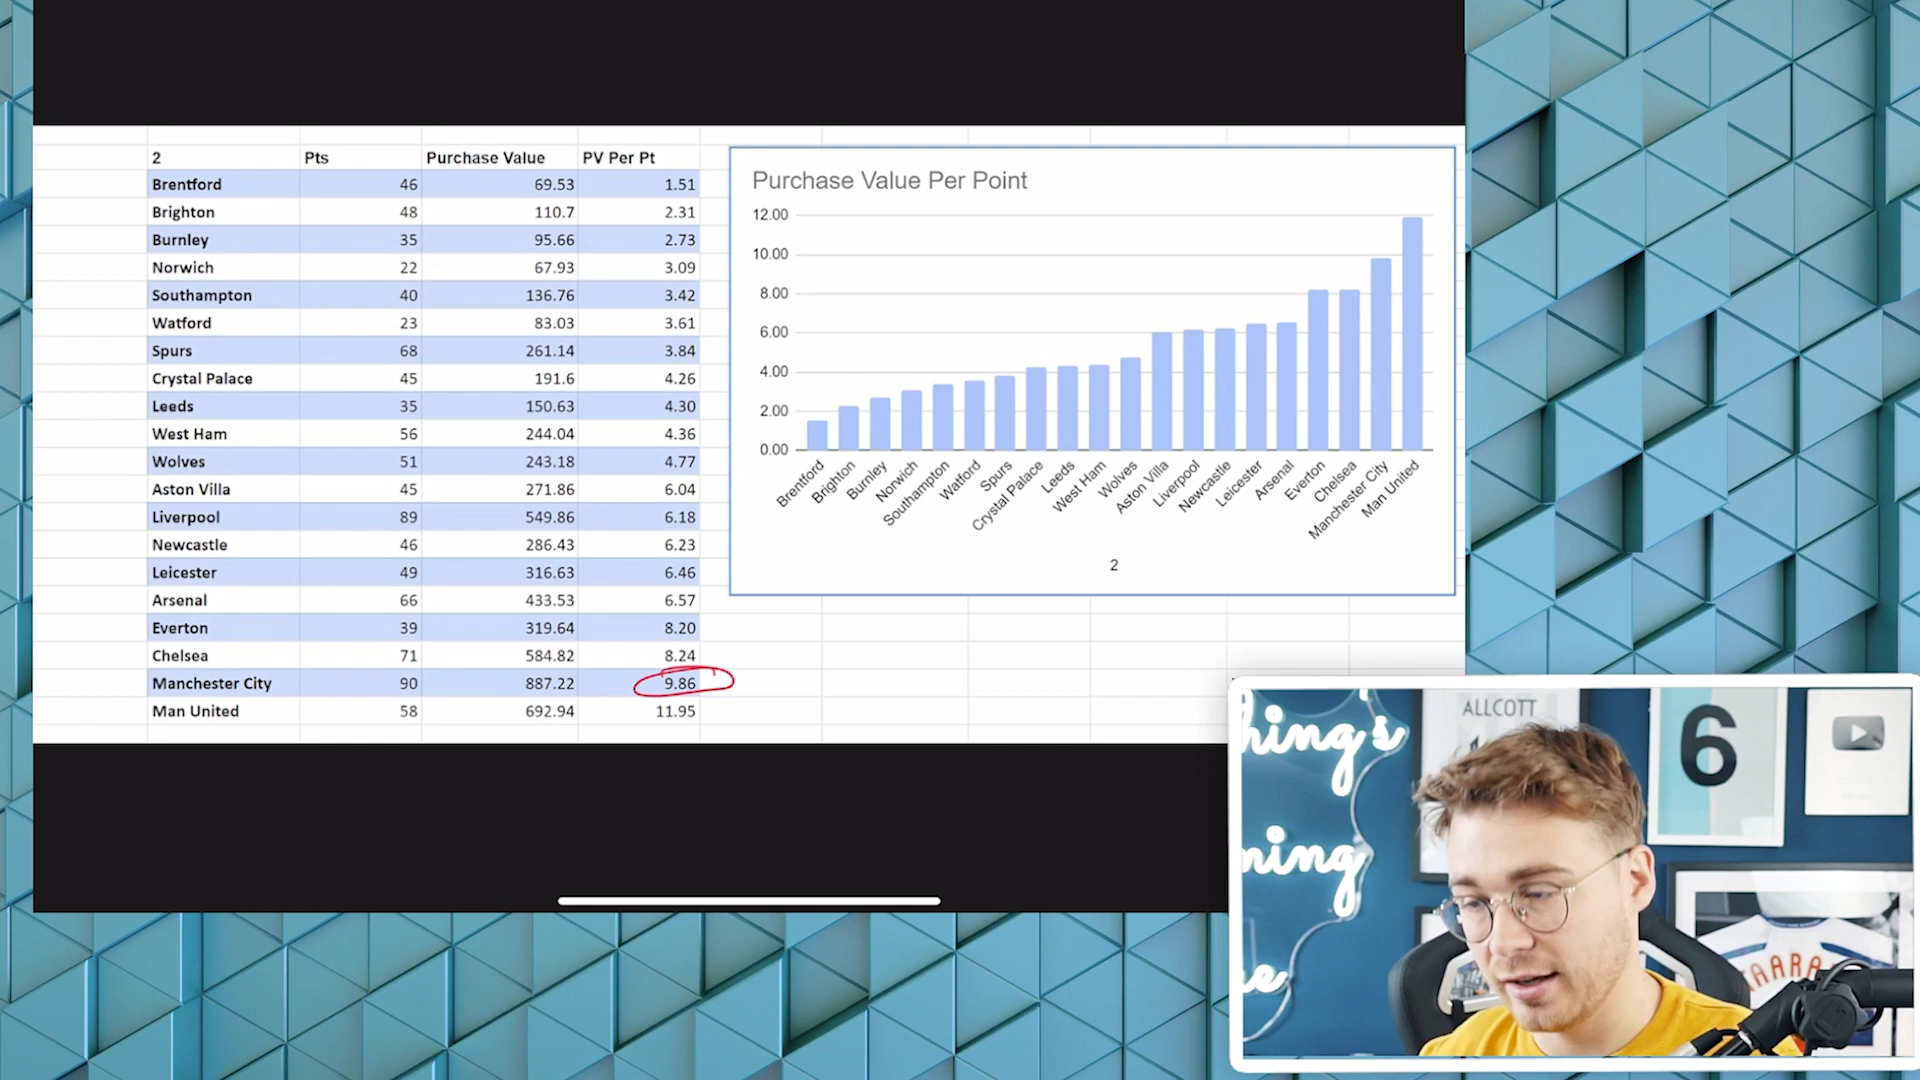 2 Pts Purchase Value PV Per Pt
Brentford 46 69.53 1.51
Brighton 48 110.7 2.31
Burnley 35 95.66 2.73
Norwich 22 67.93 3.09
Southampton 40 136.76 3.42
Watford 23 83.03 3.61
Spurs 68 261.14 3.84
Crystal Palace 45 191.6 4.26
Leeds 35 150.63 4.30
West Ham 56 244.04 4.36
Wolves 51 243.18 4.77
Aston Villa 45 271.86 6.04
Liverpool 89 549.86 6.18
Newcastle 46 286.43 6.23
Leicester 49 316.63 6.46
Arsenal 66 433.53 6.57
Everton 39 319.64 8.20
Chelsea 71 584.82 8.24
Manchester City 90 887.22 9.86
Man United 58 692.94 11.95
Purchase Value Per Point
12.00
10.00
8.00
6.00
4.00
2.00
0.00
Brentford
Brighton
Burnley
Norwich
Southampton
Watford
Spurs
Crystal Palace
Leeds
West Ham
Wolves
Aston Villa
Liverpool
Newcastle
Leicester
Arsenal
Everton
Chelsea
Manchester City
Man United
2
hing's
ning
ALLCOTT
6